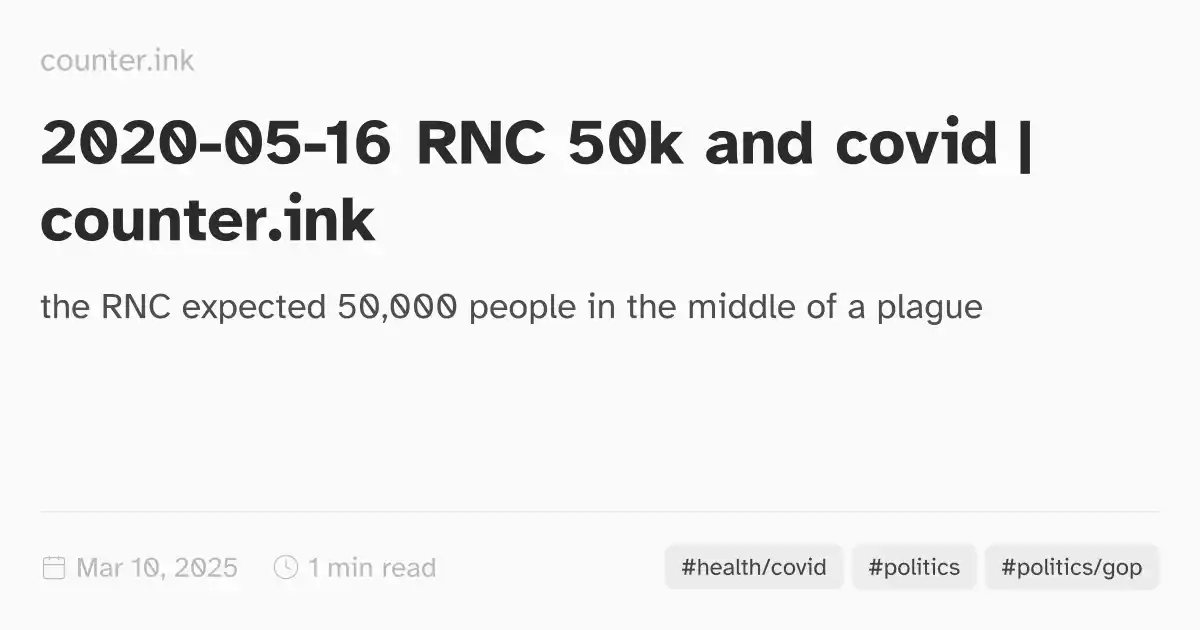 counter.ink
2020-05-16 RNC 50k and covid |
counter.ink
the RNC expected 50,000 people in the middle of a plague
Mar 10, 2025 1 min read #health/covid #politics #politics/gop